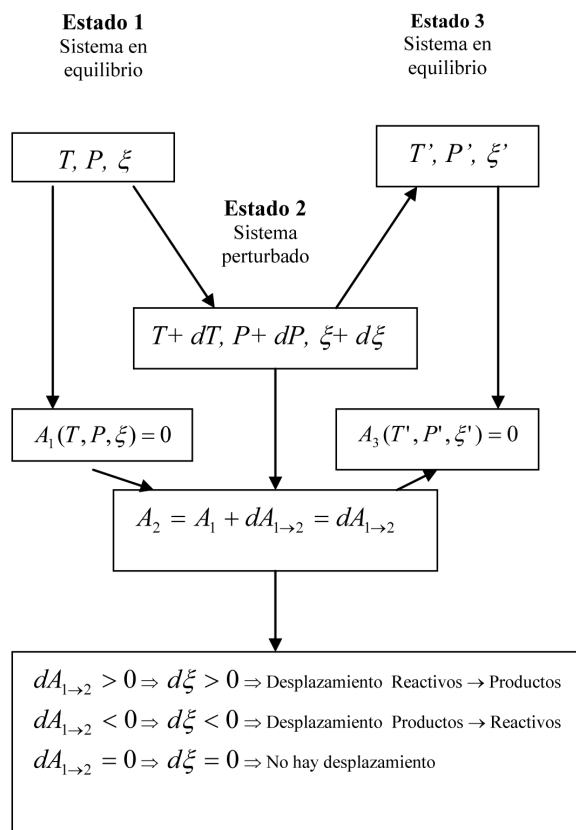 Estado 1
Sistema en
equilibrio
Estado 3
Sistema en
equilibrio
T, P, ξ
T', P', ξ'
Estado 2
Sistema
perturbado
T+ dT, P+ dP, ξ+ dξ
A₁(T, P, ξ) = 0
A₃(T', P', ξ') = 0
A₂ = A₁ + dA₁→₂ = dA₁→₂
dA₁→₂ > 0 ⇒ dξ > 0 ⇒ Desplazamiento Reactivos → Productos
dA₁→₂ < 0 ⇒ dξ < 0 ⇒ Desplazamiento Productos → Reactivos
dA₁→₂ = 0 ⇒ dξ = 0 ⇒ No hay desplazamiento